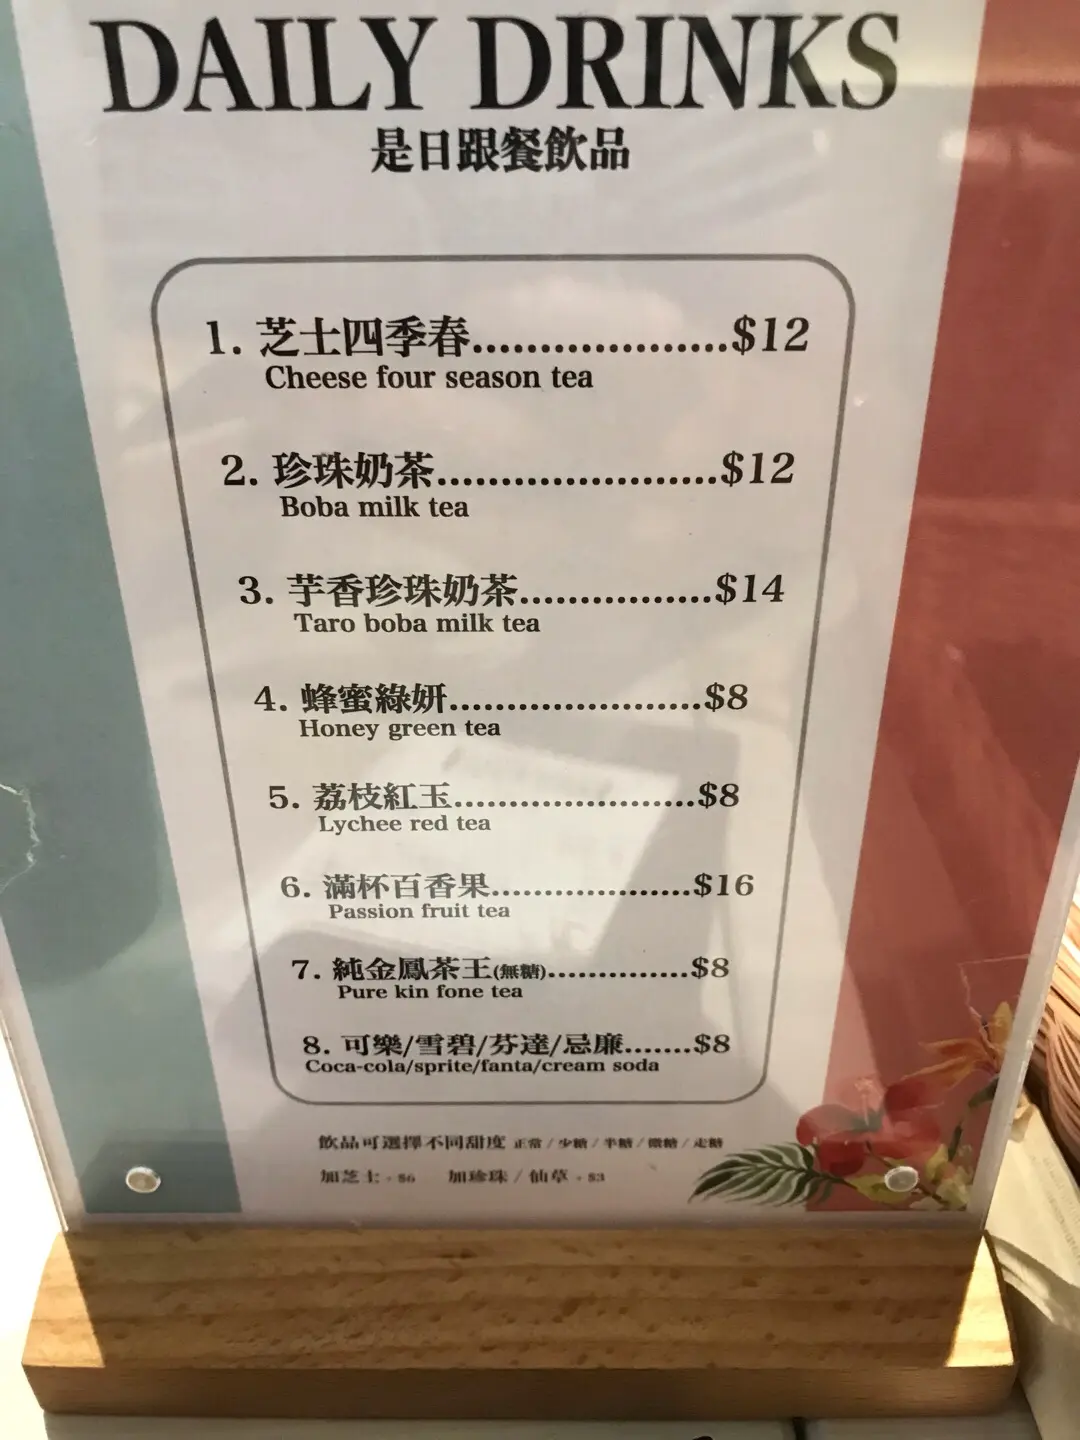 DAILY DRINKS
是日跟餐飲品
1. 芝士四季春...................$12
Cheese four season tea
2. 珍珠奶茶......................$12
Boba milk tea
3. 芋香珍珠奶茶................$14
Taro boba milk tea
4. 蜂蜜綠妍......................$8
Honey green tea
5. 荔枝紅玉......................$8
Lychee red tea
6. 滿杯百香果...................$16
Passion fruit tea
7. 純金鳳茶王(無糖)..............$8
Pure kin fone tea
8. 可樂/雪碧/芬達/忌廉.......$8
Coca-cola/sprite/fanta/cream soda
飲品可選擇不同甜度 正常 / 少糖 / 半糖 / 微糖 / 走糖
加芝士 + $6 加珍珠 / 仙草 + $3